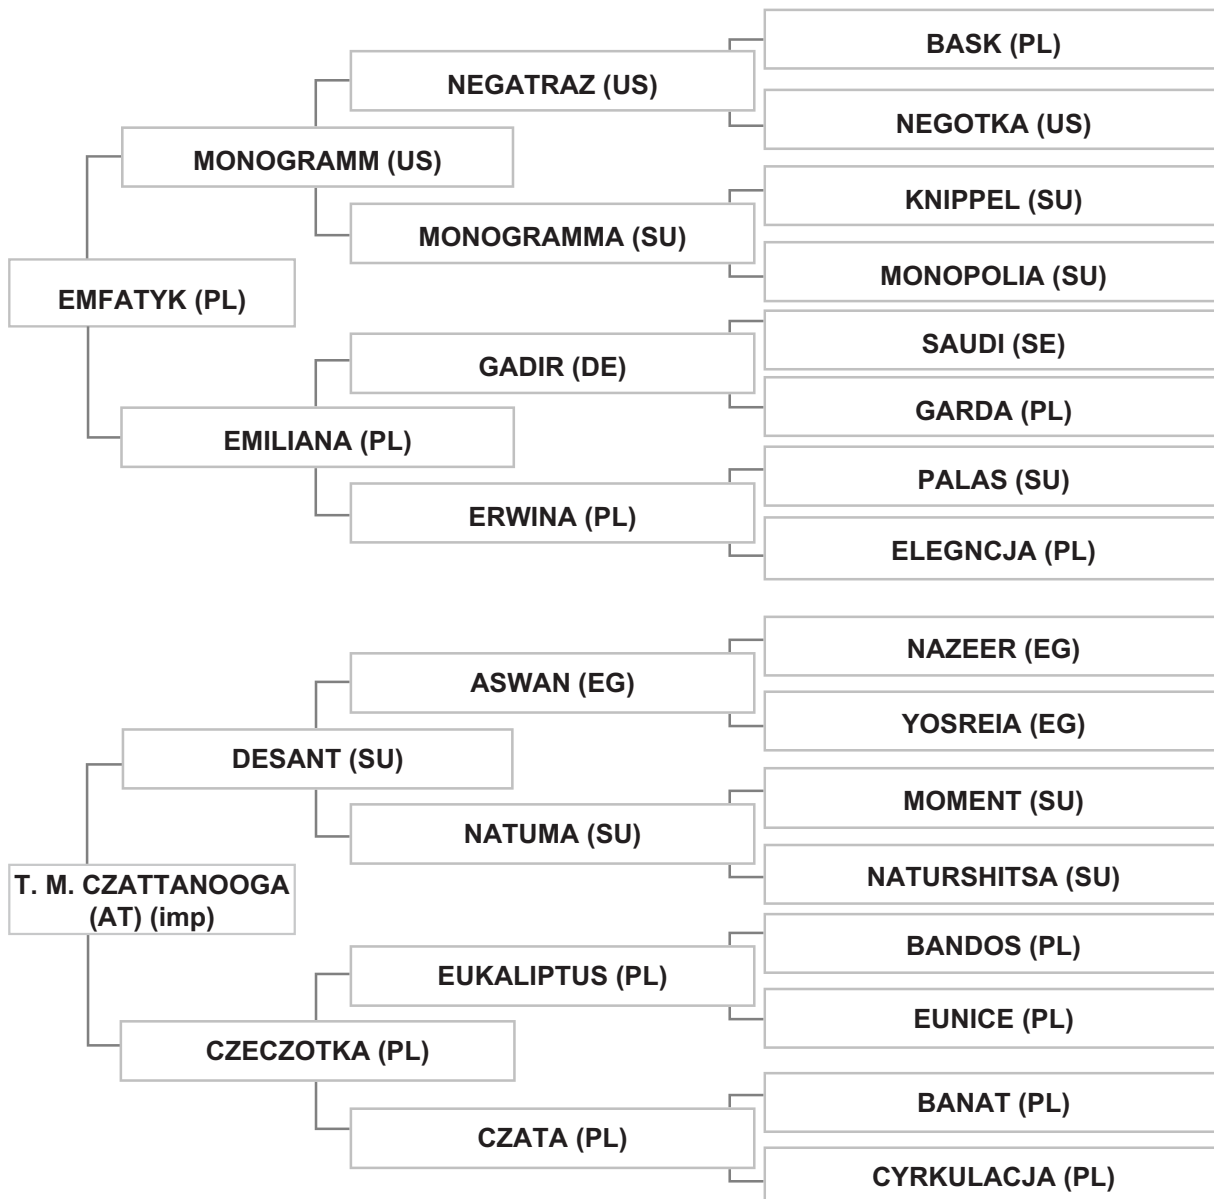 BASK (PL)
NEGATRAZ (US)
NEGOTKA (US)
MONOGRAMM (US)
KNIPPEL (SU)
MONOGRAMMA (SU)
MONOPOLIA (SU)
EMFATYK (PL)
SAUDI (SE)
GADIR (DE)
GARDA (PL)
EMILIANA (PL)
PALAS (SU)
ERWINA (PL)
ELEGNCJA (PL)
NAZEER (EG)
ASWAN (EG)
YOSREIA (EG)
DESANT (SU)
MOMENT (SU)
NATUMA (SU)
NATURSHITSA (SU)
T. M. CZATTANOOGA
(AT) (imp)
BANDOS (PL)
EUKALIPTUS (PL)
EUNICE (PL)
CZECZOTKA (PL)
BANAT (PL)
CZATA (PL)
CYRKULACJA (PL)